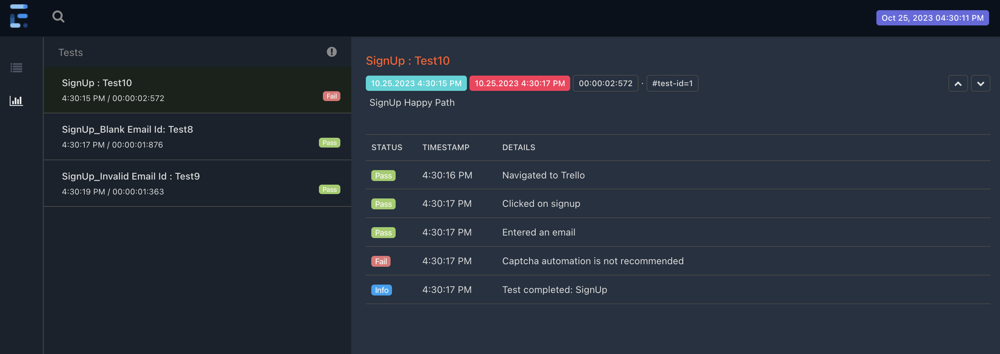 Oct 25, 2023 04:30:11 PM
Tests
SignUp : Test10
4:30:15 PM / 00:00:02:572
Fail
SignUp_Blank Email Id: Test8
4:30:17 PM / 00:00:01:876
Pass
SignUp_Invalid Email Id : Test9
4:30:19 PM / 00:00:01:363
Pass
SignUp : Test10
10.25.2023 4:30:15 PM 10.25.2023 4:30:17 PM 00:00:02:572 · #test-id=1
SignUp Happy Path
STATUS TIMESTAMP DETAILS
Pass 4:30:16 PM Navigated to Trello
Pass 4:30:17 PM Clicked on signup
Pass 4:30:17 PM Entered an email
Fail 4:30:17 PM Captcha automation is not recommended
Info 4:30:17 PM Test completed: SignUp